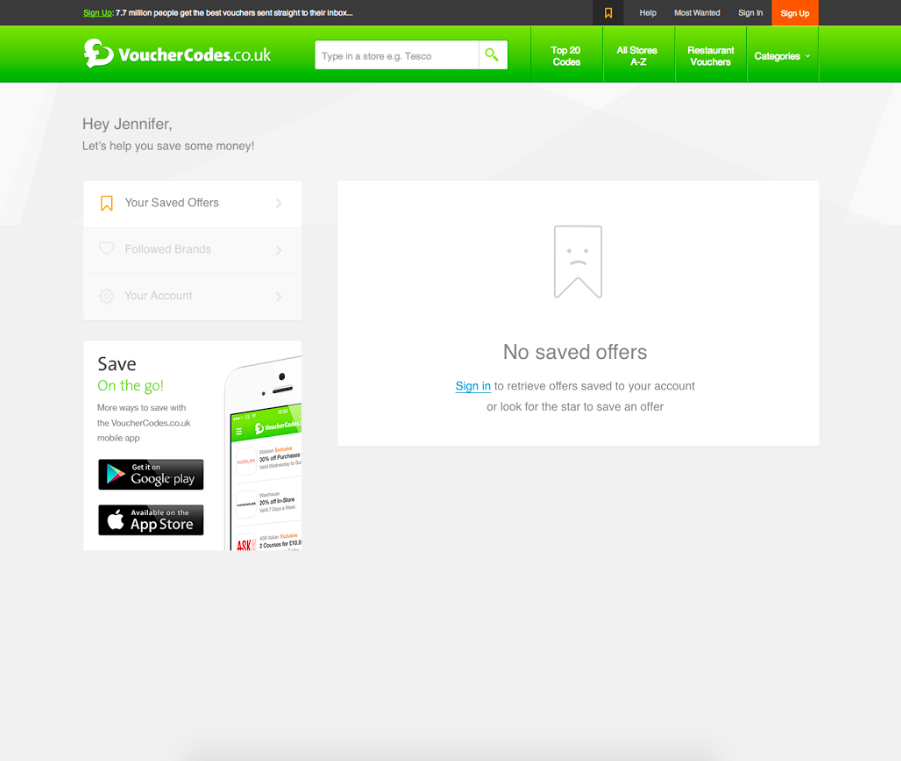 Sign Up: 7.7 million people get the best vouchers sent straight to their inbox...
Help
Most Wanted
Sign In
Sign Up
VoucherCodes.co.uk
Type in a store e.g. Tesco
Top 20
Codes
All Stores
A-Z
Restaurant
Vouchers
Categories
Hey Jennifer,
Let's help you save some money!
Your Saved Offers
Followed Brands
Your Account
No saved offers
Sign in to retrieve offers saved to your account
or look for the star to save an offer
Save
On the go!
More ways to save with
the VoucherCodes.co.uk
mobile app
Get it on
Google play
Available on the
App Store
VoucherCodes
Exclusive
30% off Purchases
Valid Wednesday to
Warehouse
20% off In-Store
Valid 7 Days a Week
ASK
ASK Italian Exclusive
2 Courses for £10.9